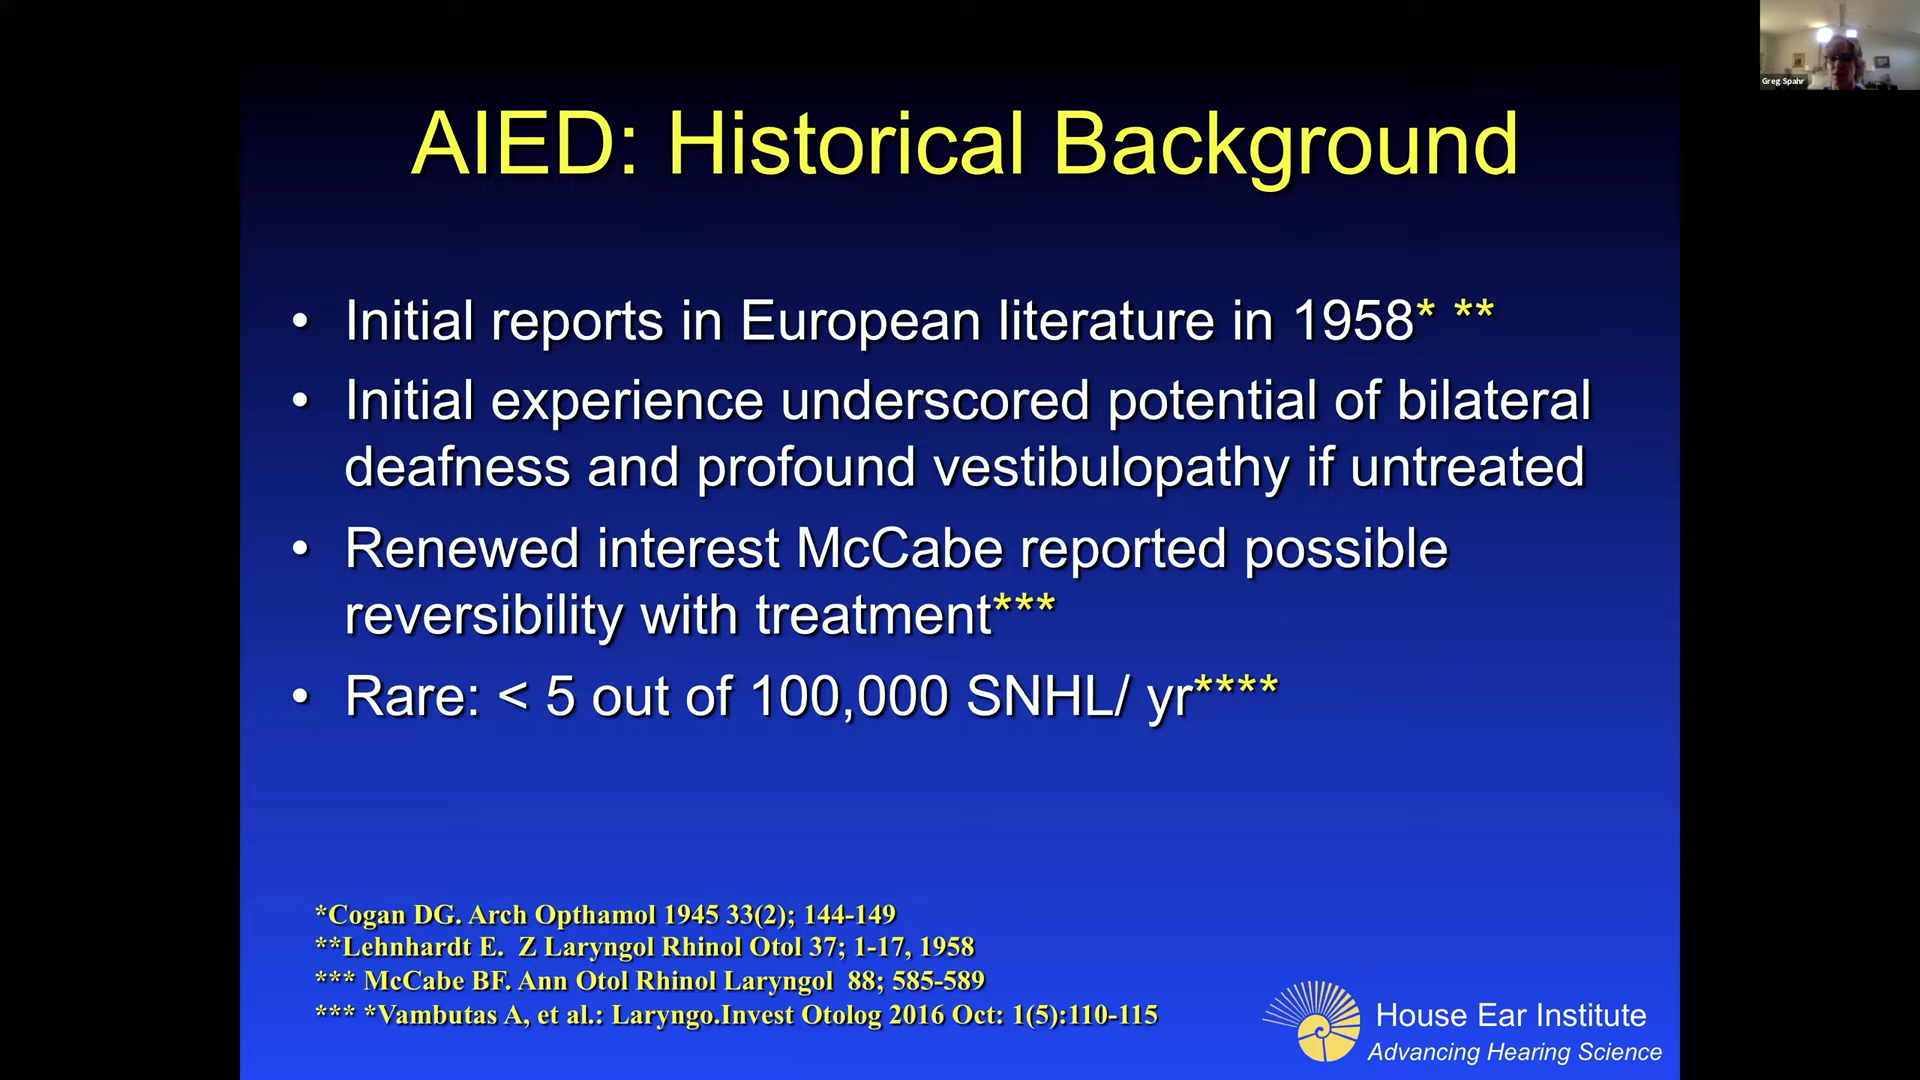 Greg Spahr
AIED: Historical Background
• Initial reports in European literature in 1958* **
• Initial experience underscored potential of bilateral
deafness and profound vestibulopathy if untreated
• Renewed interest McCabe reported possible
reversibility with treatment***
• Rare: < 5 out of 100,000 SNHL/ yr****
*Cogan DG. Arch Opthamol 1945 33(2); 144-149
**Lehnhardt E.  Z Laryngol Rhinol Otol 37; 1-17, 1958
*** McCabe BF. Ann Otol Rhinol Laryngol  88; 585-589
*** *Vambutas A, et al.: Laryngo.Invest Otolog 2016 Oct: 1(5):110-115
House Ear Institute
Advancing Hearing Science